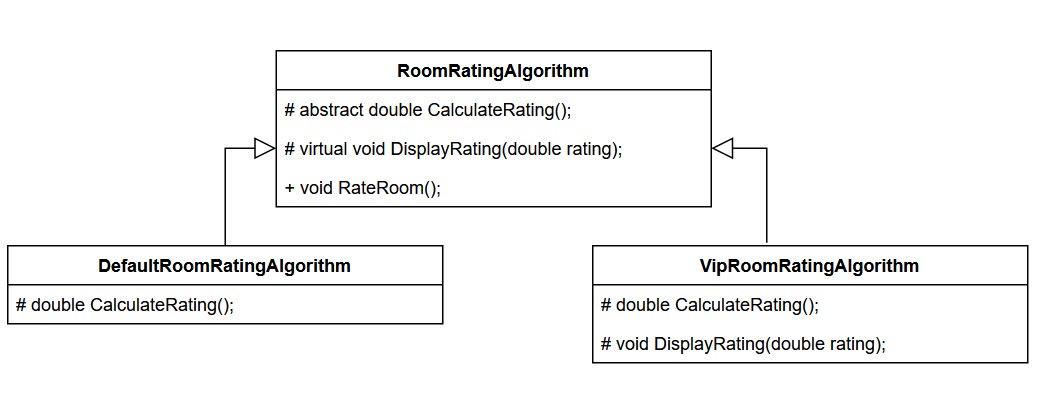 RoomRatingAlgorithm
# abstract double CalculateRating();
# virtual void DisplayRating(double rating);
+ void RateRoom();
DefaultRoomRatingAlgorithm
# double CalculateRating();
VipRoomRatingAlgorithm
# double CalculateRating();
# void DisplayRating(double rating);